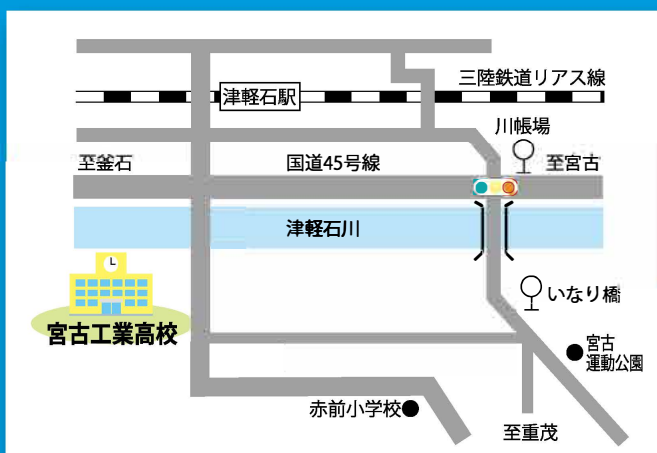 三陸鉄道リアス線
津軽石駅
川帳場
至釜石
国道45号線
至宮古
津軽石川
いなり橋
宮古工業高校
宮古
運動公園
赤前小学校
至重茂